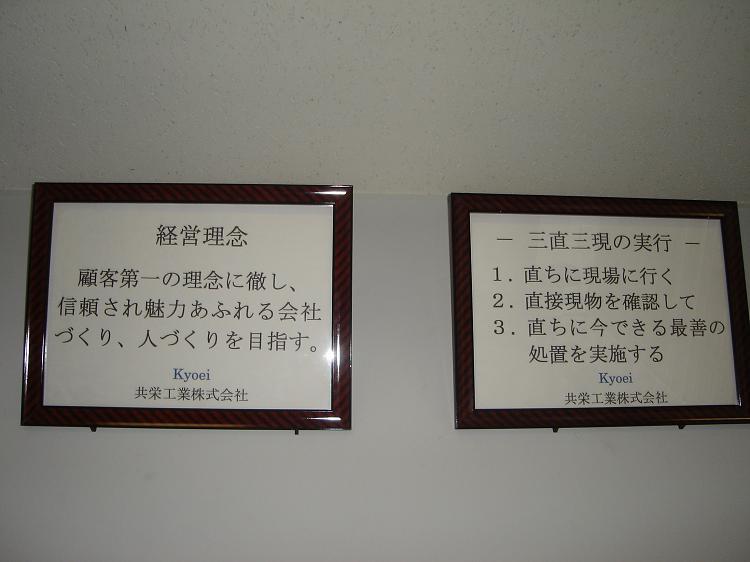 経営理念
顧客第一の理念に徹し、
信頼され魅力あふれる会社
づくり、人づくりを目指す。
Kyoei
共栄工業株式会社
－ 三直三現の実行 －
1. 直ちに現場に行く
2. 直接現物を確認して
3. 直ちに今できる最善の
処置を実施する
Kyoei
共栄工業株式会社